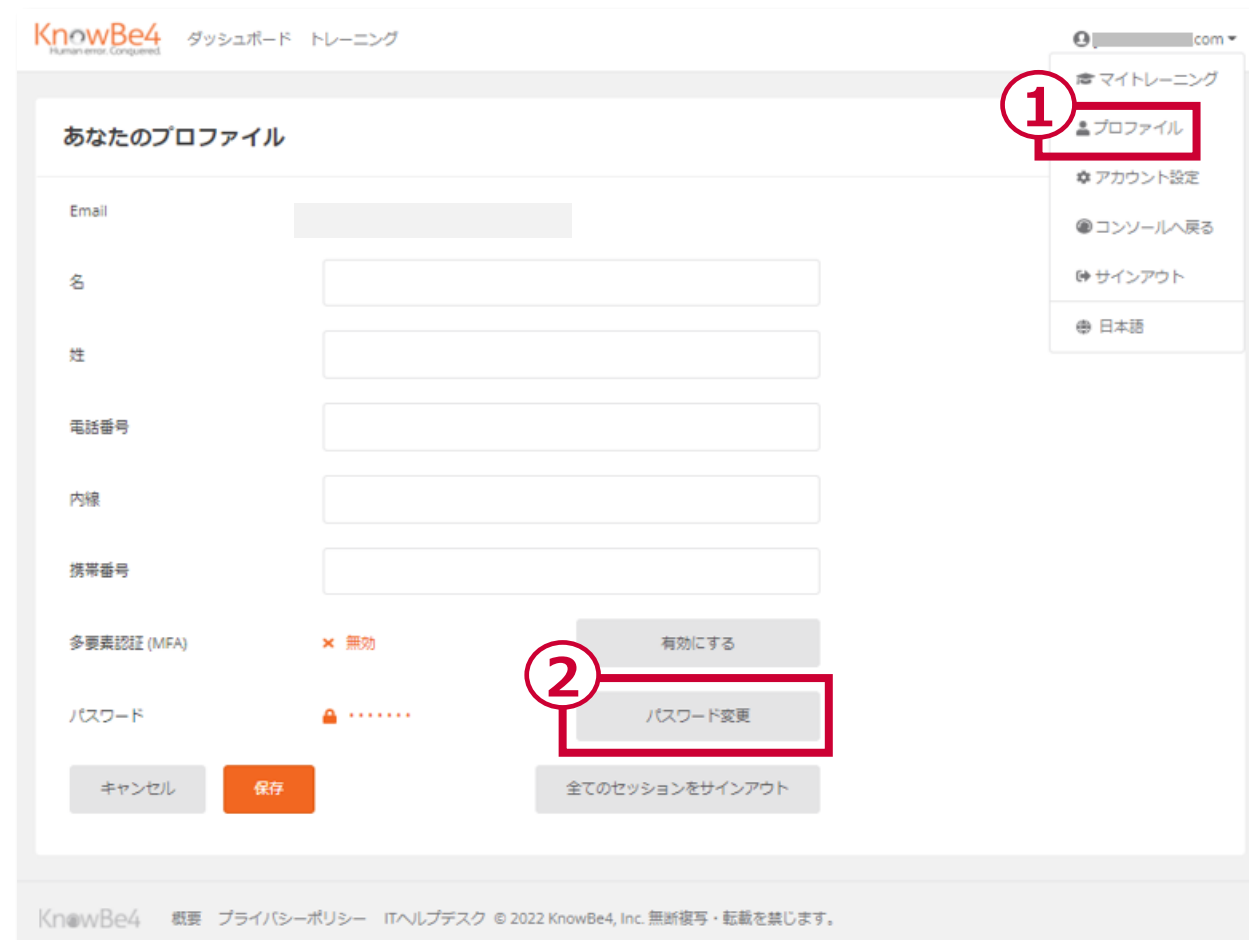 KnowBe4 ダッシュボード トレーニング com
Human error. Conquered.
マイトレーニング
1
プロファイル
アカウント設定
コンソールへ戻る
サインアウト
日本語
あなたのプロファイル
Email
名
姓
電話番号
内線
携帯番号
多要素認証 (MFA) × 無効 有効にする
2
パスワード ······· パスワード変更
キャンセル 保存 全てのセッションをサインアウト
KnowBe4 概要 プライバシーポリシー ITヘルプデスク © 2022 KnowBe4, Inc. 無断複写・転載を禁じます。